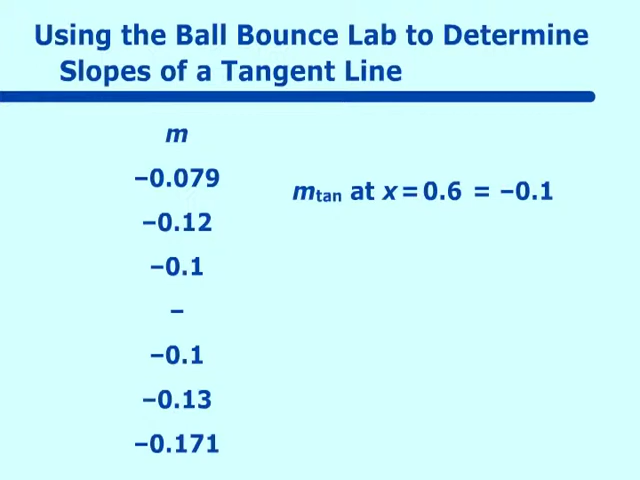 Using the Ball Bounce Lab to Determine
Slopes of a Tangent Line
m
–0.079
mtan at x = 0.6 = –0.1
–0.12
–0.1
–
–0.1
–0.13
–0.171